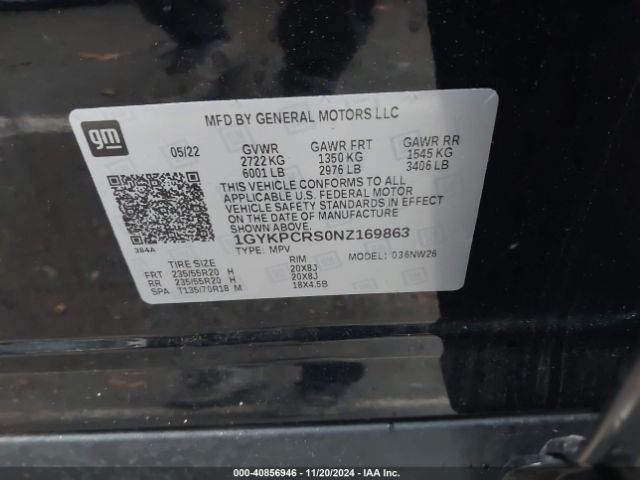 MFD BY GENERAL MOTORS LLC
gm
05/22 GVWR GAWR FRT GAWR RR
2722 KG 1350 KG 1545 KG
6001 LB 2976 LB 3406 LB
THIS VEHICLE CONFORMS TO ALL
APPLICABLE U.S. FEDERAL MOTOR
VEHICLE SAFETY STANDARDS IN EFFECT
ON THE DATE OF MANUFACTURE
SHOWN ABOVE.
1GYKPCRS0NZ169863
384A
TYPE: MPV MODEL: 036NW26
TIRE SIZE RIM
FRT 235/55R20 H 20X8J
RR 235/55R20 H 20X8J
SPA T135/70R18 M 18X4.5B
000-40856946 - 11/20/2024 - IAA Inc.